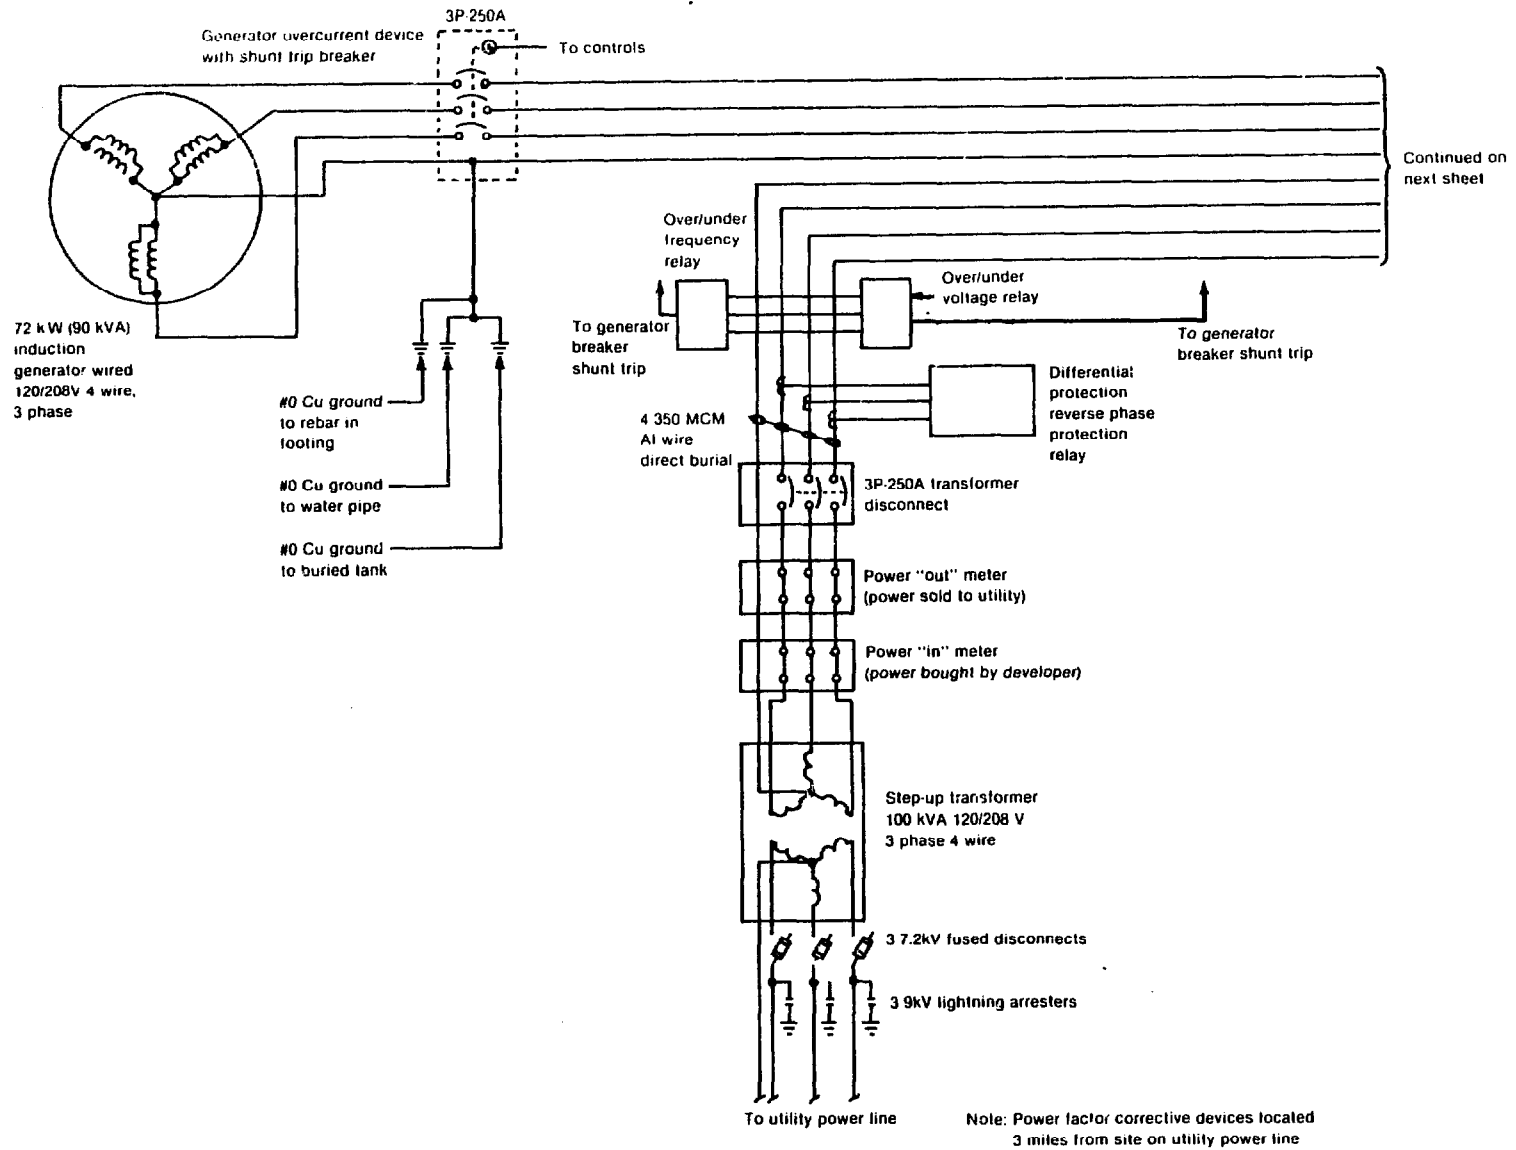 3P-250A
Generator overcurrent device
with shunt trip breaker
To controls
Continued on
next sheet
Over/under
frequency
relay
Over/under
voltage relay
To generator
breaker
shunt trip
To generator
breaker shunt trip
72 kW (90 kVA)
induction
generator wired
120/208V 4 wire,
3 phase
Differential
protection
reverse phase
protection
relay
#0 Cu ground
to rebar in
footing
4 350 MCM
Al wire
direct burial
#0 Cu ground
to water pipe
3P-250A transformer
disconnect
#0 Cu ground
to buried tank
Power "out" meter
(power sold to utility)
Power "in" meter
(power bought by developer)
Step-up transformer
100 kVA 120/208 V
3 phase 4 wire
3 7.2kV fused disconnects
3 9kV lightning arresters
To utility power line
Note: Power factor corrective devices located
3 miles from site on utility power line